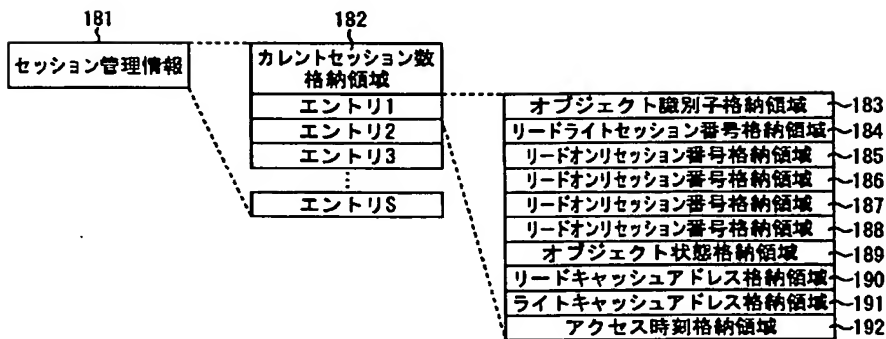 181
セッション管理情報
182
カレントセッション数
格納領域
エントリ1
エントリ2
エントリ3
エントリS
オブジェクト識別子格納領域 183
リードライトセッション番号格納領域 184
リードオンリセッション番号格納領域 185
リードオンリセッション番号格納領域 186
リードオンリセッション番号格納領域 187
リードオンリセッション番号格納領域 188
オブジェクト状態格納領域 189
リードキャッシュアドレス格納領域 190
ライトキャッシュアドレス格納領域 191
アクセス時刻格納領域 192